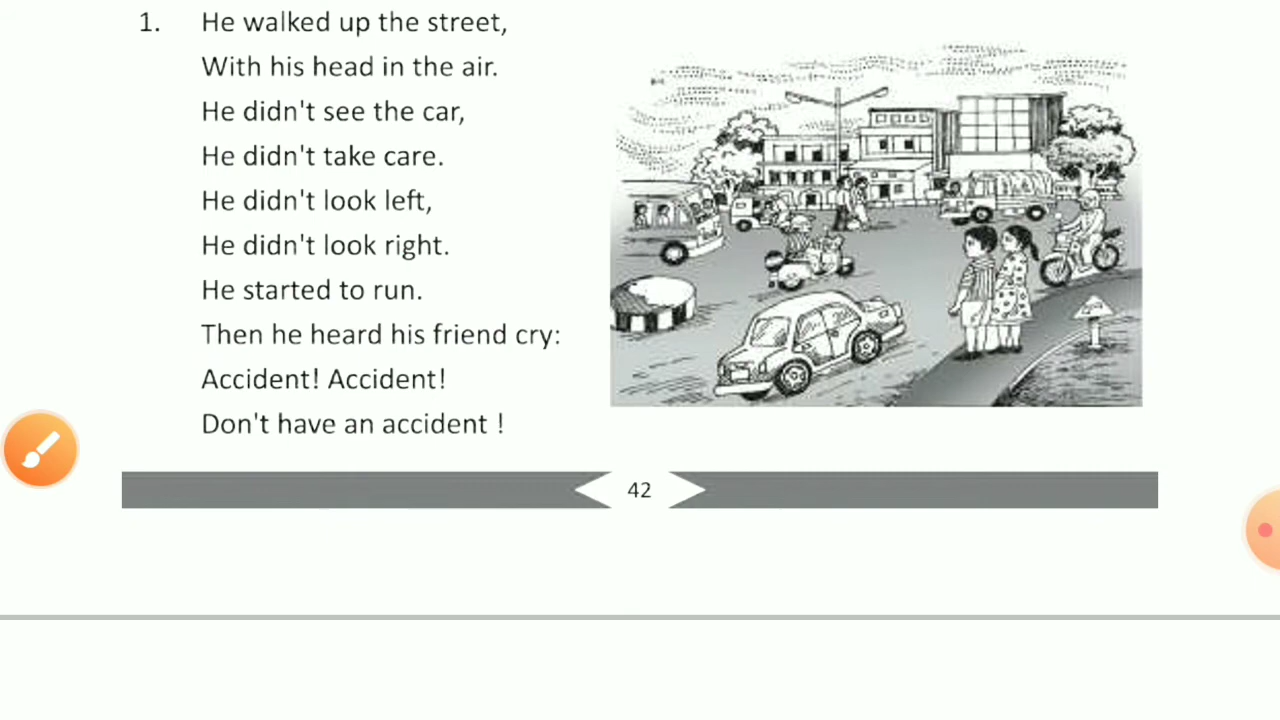 1. He walked up the street,
With his head in the air.
He didn't see the car,
He didn't take care.
He didn't look left,
He didn't look right.
He started to run.
Then he heard his friend cry:
Accident! Accident!
Don't have an accident !
42